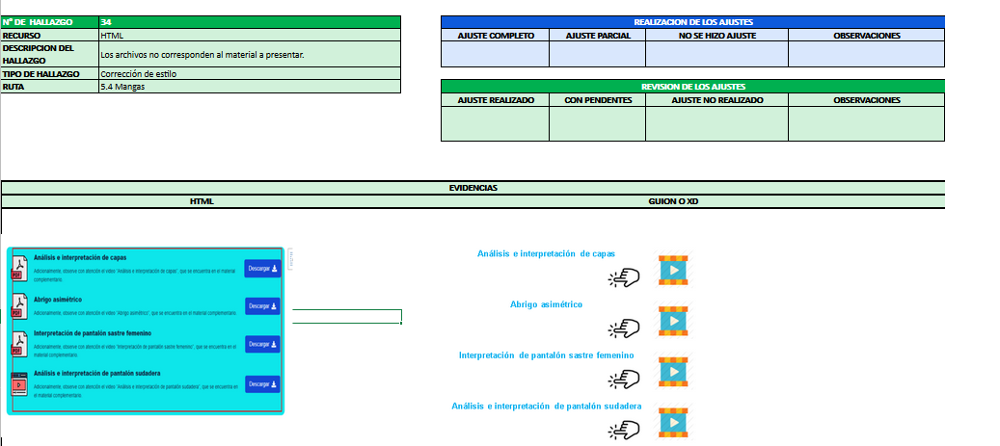 N° DE HALLAZGO 34
RECURSO HTML
DESCRIPCION DEL HALLAZGO Los archivos no corresponden al material a presentar.
TIPO DE HALLAZGO Corrección de estilo
RUTA 5.4 Mangas
REALIZACION DE LOS AJUSTES
AJUSTE COMPLETO AJUSTE PARCIAL NO SE HIZO AJUSTE OBSERVACIONES
REVISION DE LOS AJUSTES
AJUSTE REALIZADO CON PENDENTES AJUSTE NO REALIZADO OBSERVACIONES
EVIDENCIAS
HTML GUION O XD
Análisis e interpretación de capas
Adicionalmente, observe con atención el video "Análisis e interpretación de capas", que se encuentra en el material
complementario.
Descargar
PDF
Abrigo asimétrico
Adicionalmente, observe con atención el video "Abrigo asimétrico", que se encuentra en el material complementario.
Descargar
PDF
Interpretación de pantalón sastre femenino
Adicionalmente, observe con atención el video "Interpretación de pantalón sastre femenino", que se encuentra en el
material complementario.
Descargar
PDF
Análisis e interpretación de pantalón sudadera
Adicionalmente, observe con atención el video "Análisis e interpretación de pantalón sudadera", que se encuentra en
el material complementario.
Descargar
Análisis e interpretación de capas
Abrigo asimétrico
Interpretación de pantalón sastre femenino
Análisis e interpretación de pantalón sudadera